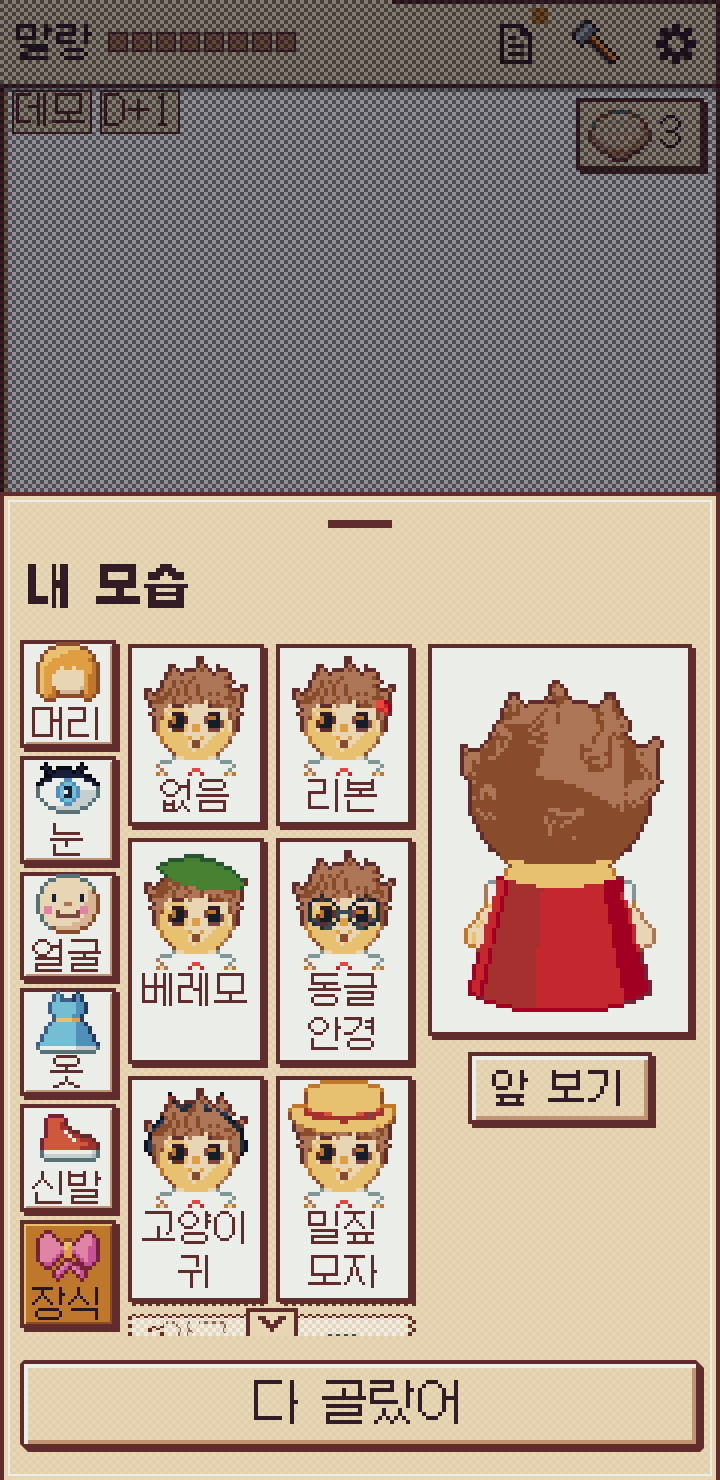 말랑
데모 D+1
3
내 모습
머리
눈
얼굴
옷
신발
장식
없음
리본
베레모
동글
안경
고양이
귀
밀짚
모자
앞 보기
다 골랐어